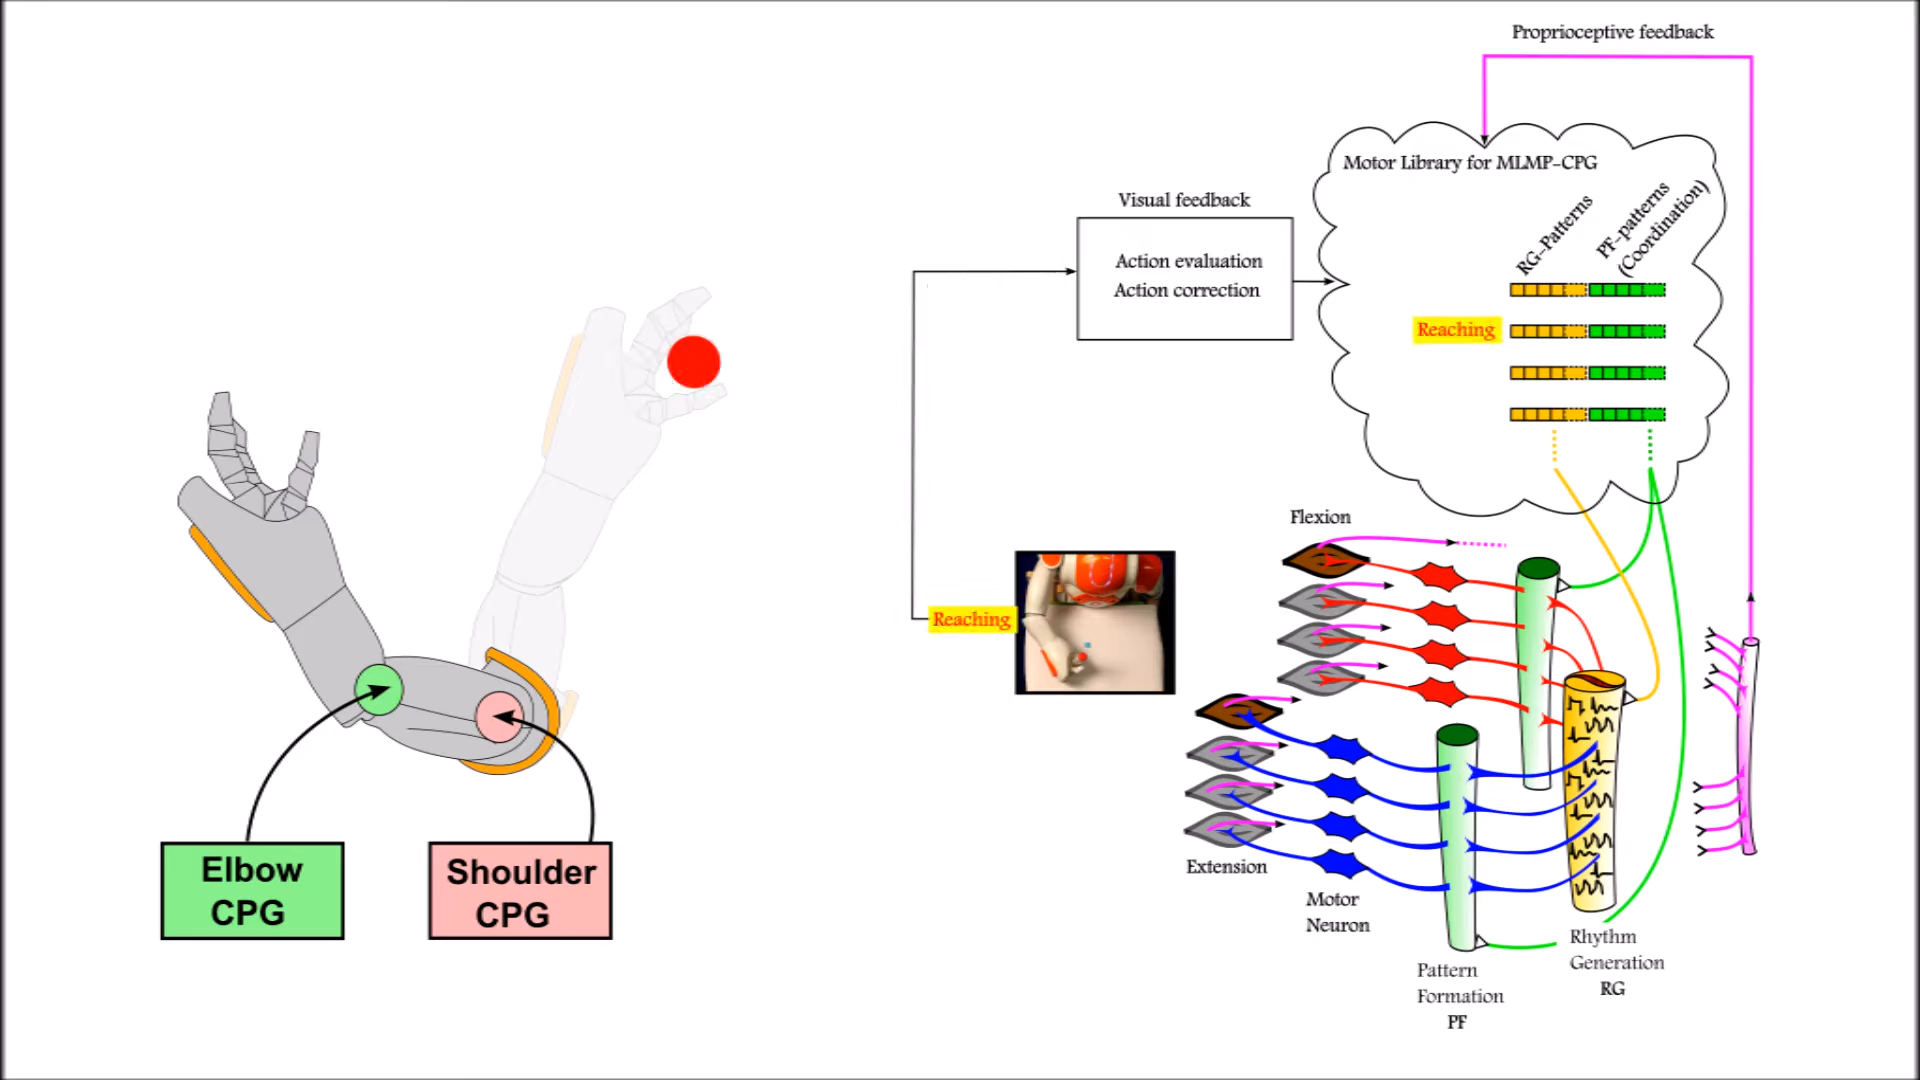 Proprioceptive feedback
Motor Library for MLMP-CPG
Visual feedback
Action evaluation
Action correction
RG-Patterns
PF-patterns
(Coordination)
Reaching
Flexion
Reaching
Extension
Motor
Neuron
Elbow
CPG
Shoulder
CPG
Rhythm
Generation
RG
Pattern
Formation
PF